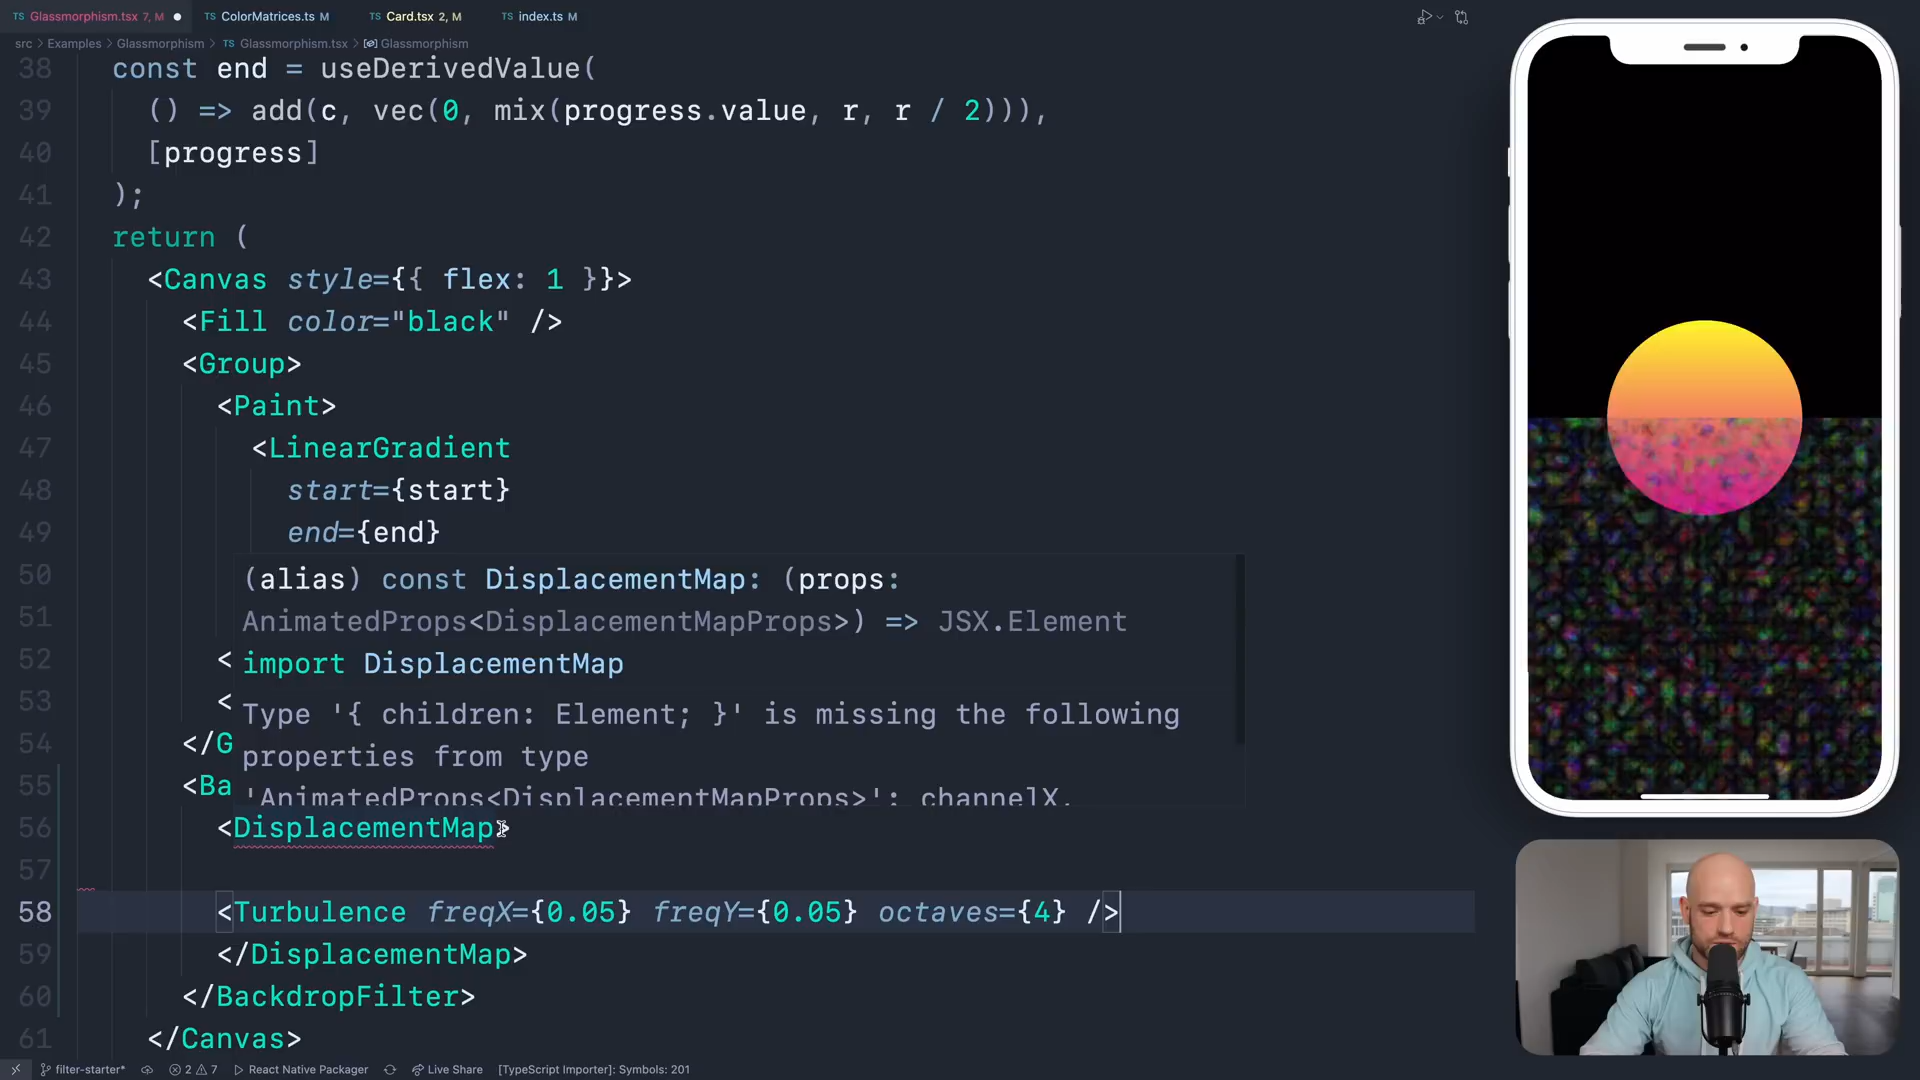 TS Glassmorphism.tsx 7, M ● TS ColorMatrices.ts M TS Card.tsx 2, M TS index.ts M
src > Examples > Glassmorphism > TS Glassmorphism.tsx > Glassmorphism
38 const end = useDerivedValue(
39 () => add(c, vec(0, mix(progress.value, r, r / 2))),
40 [progress]
41 );
42 return (
43 <Canvas style={{ flex: 1 }}>
44 <Fill color="black" />
45 <Group>
46 <Paint>
47 <LinearGradient
48 start={start}
49 end={end}
50 (alias) const DisplacementMap: (props:
51 AnimatedProps<DisplacementMapProps>) => JSX.Element
52 < import DisplacementMap
53 < Type '{ children: Element; }' is missing the following
54 </G properties from type
55 <Ba 'AnimatedProps<DisplacementMapProps>': channelX,
56 <DisplacementMap>
57
58 <Turbulence freqX={0.05} freqY={0.05} octaves={4} />
59 </DisplacementMap>
60 </BackdropFilter>
61 </Canvas>
filter-starter* 2 7 React Native Packager Live Share [TypeScript Importer]: Symbols: 201